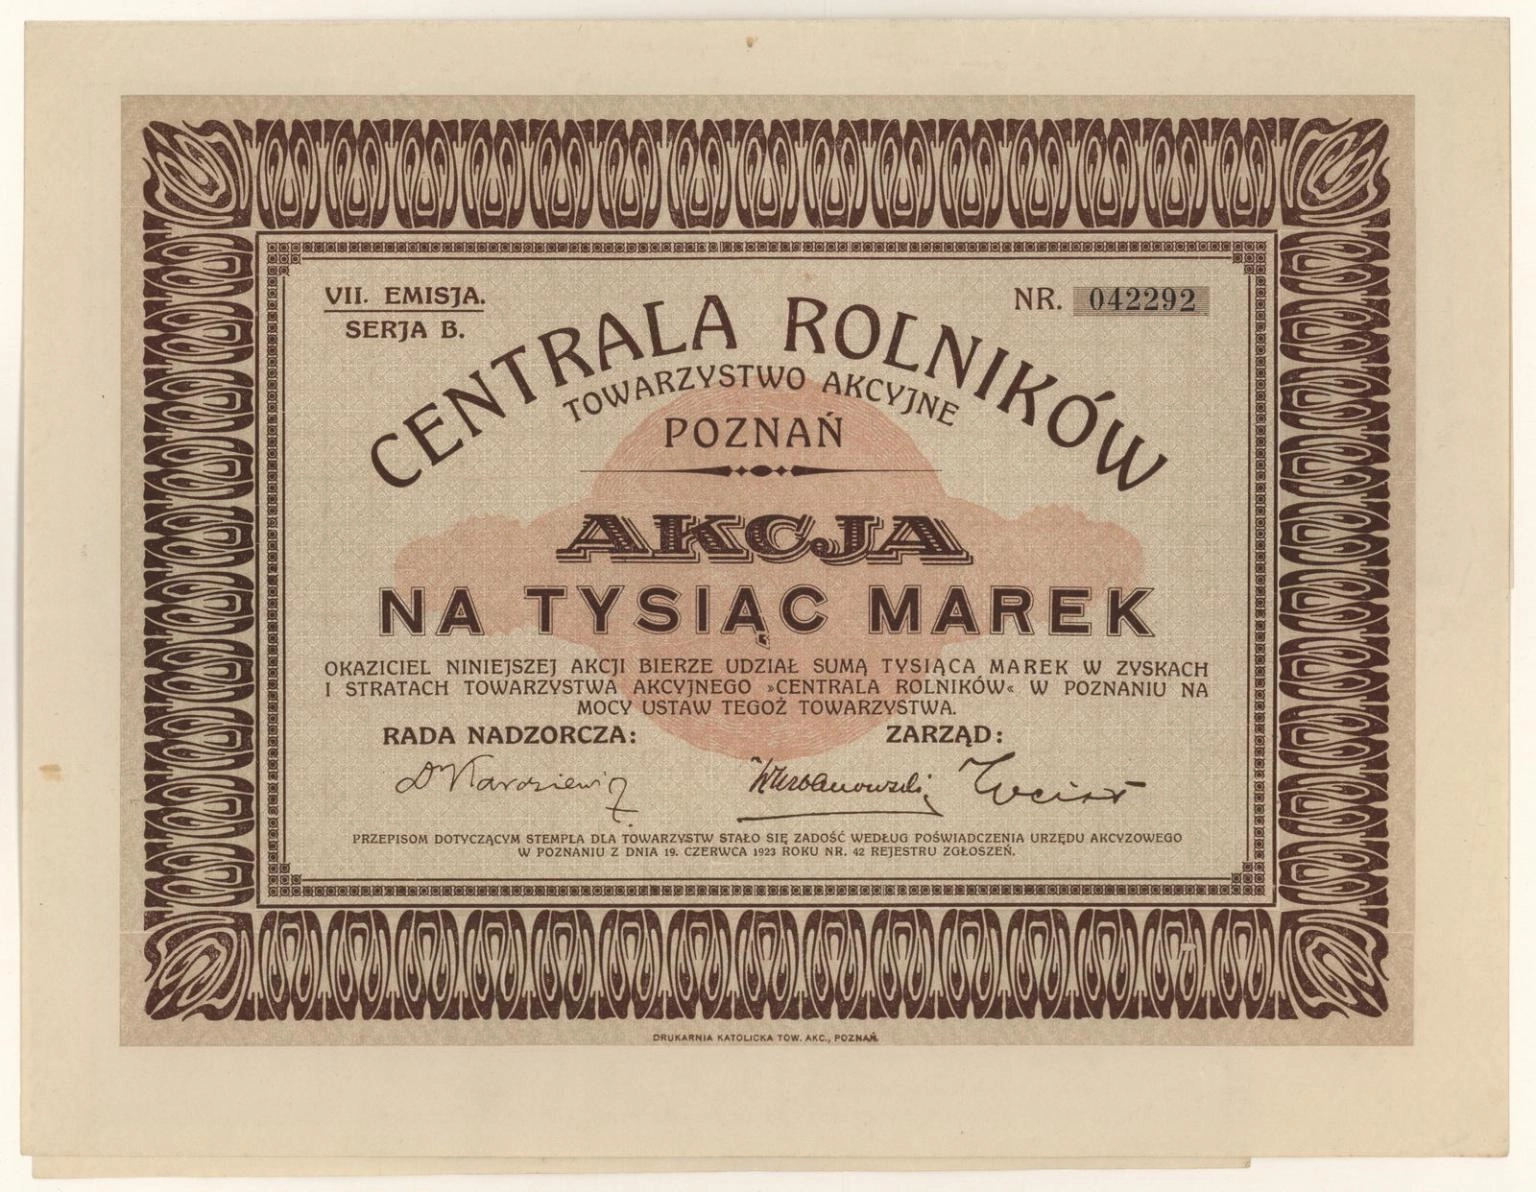 VII. EMISJA.
SERJA B.
NR. 042292
CENTRALA ROLNIKÓW
TOWARZYSTWO AKCYJNE
POZNAŃ
AKCJA
NA TYSIĄC MAREK
OKAZICIEL NINIEJSZEJ AKCJI BIERZE UDZIAŁ SUMĄ TYSIĄCA MAREK W ZYSKACH
I STRATACH TOWARZYSTWA AKCYJNEGO »CENTRALA ROLNIKÓW« W POZNANIU NA
MOCY USTAW TEGOŻ TOWARZYSTWA.
RADA NADZORCZA: ZARZĄD:
PRZEPISOM DOTYCZĄCYM STEMPLA DLA TOWARZYSTW STAŁO SIĘ ZADOŚĆ WEDŁUG POŚWIADCZENIA URZĘDU AKCYZOWEGO
W POZNANIU Z DNIA 19. CZERWCA 1923 ROKU NR. 42 REJESTRU ZGŁOSZEŃ.
DRUKARNIA KATOLICKA TOW. AKC., POZNAŃ.